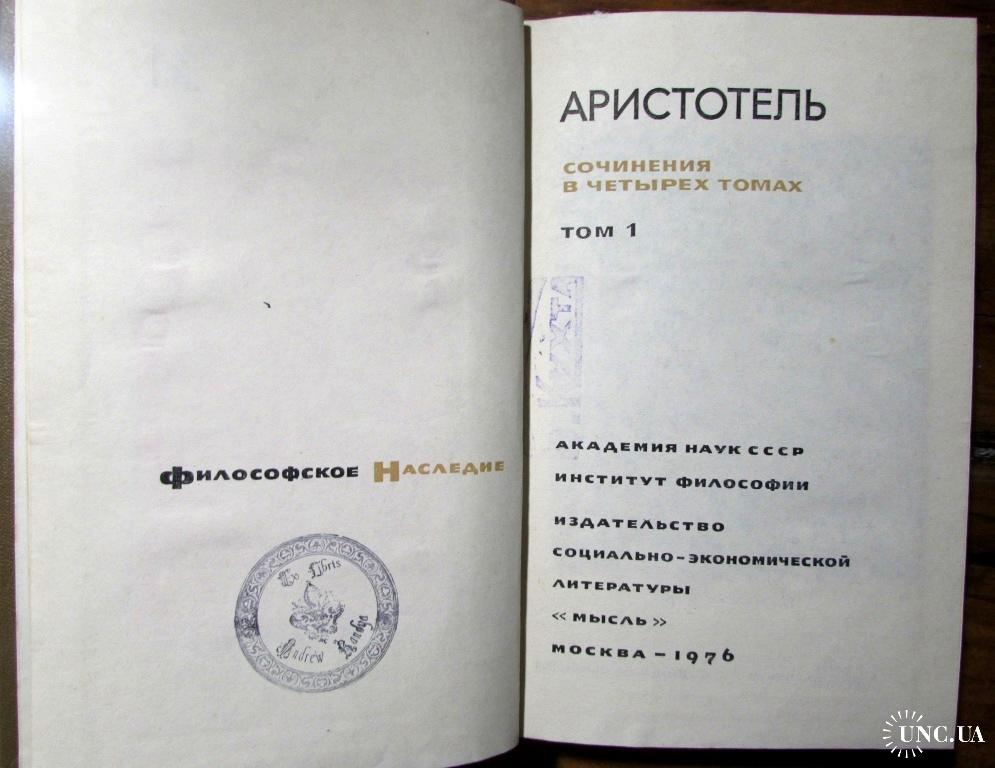 Философское Наследие
Ex Libris
Andrew
АРИСТОТЕЛЬ
СОЧИНЕНИЯ
В ЧЕТЫРЕХ ТОМАХ
ТОМ 1
АКАДЕМИЯ НАУК СССР
ИНСТИТУТ ФИЛОСОФИИ
ИЗДАТЕЛЬСТВО
СОЦИАЛЬНО-ЭКОНОМИЧЕСКОЙ
ЛИТЕРАТУРЫ
«МЫСЛЬ»
МОСКВА – 1976
UNC.UA